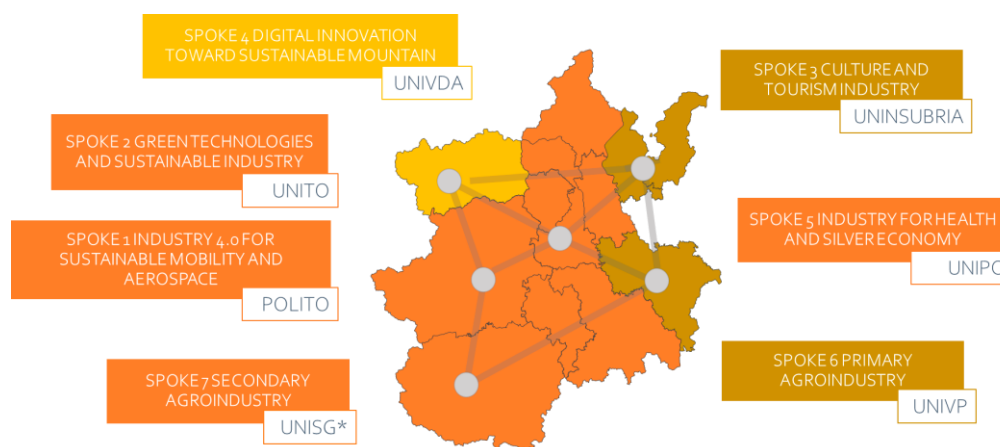 SPOKE 4 DIGITAL INNOVATION
TOWARD SUSTAINABLE MOUNTAIN
UNIVDA
SPOKE 3 CULTURE AND
TOURISM INDUSTRY
UNINSUBRIA
SPOKE 2 GREEN TECHNOLOGIES
AND SUSTAINABLE INDUSTRY
UNITO
SPOKE 1 INDUSTRY 4.0 FOR
SUSTAINABLE MOBILITY AND
AEROSPACE
POLITO
SPOKE 5 INDUSTRY FOR HEALTH
AND SILVER ECONOMY
UNIPO
SPOKE 7 SECONDARY
AGROINDUSTRY
UNISG*
SPOKE 6 PRIMARY
AGROINDUSTRY
UNIVP